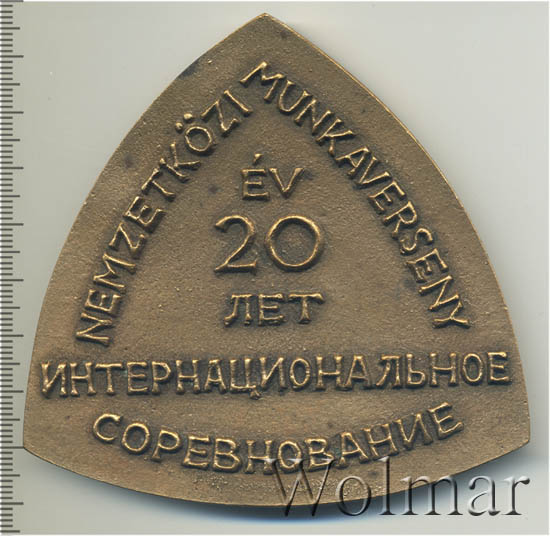 NEMZETKÖZI MUNKAVERSENY
ÉV
20
ЛЕТ
ИНТЕРНАЦИОНАЛЬНОЕ
СОРЕВНОВАНИЕ
Wolmar